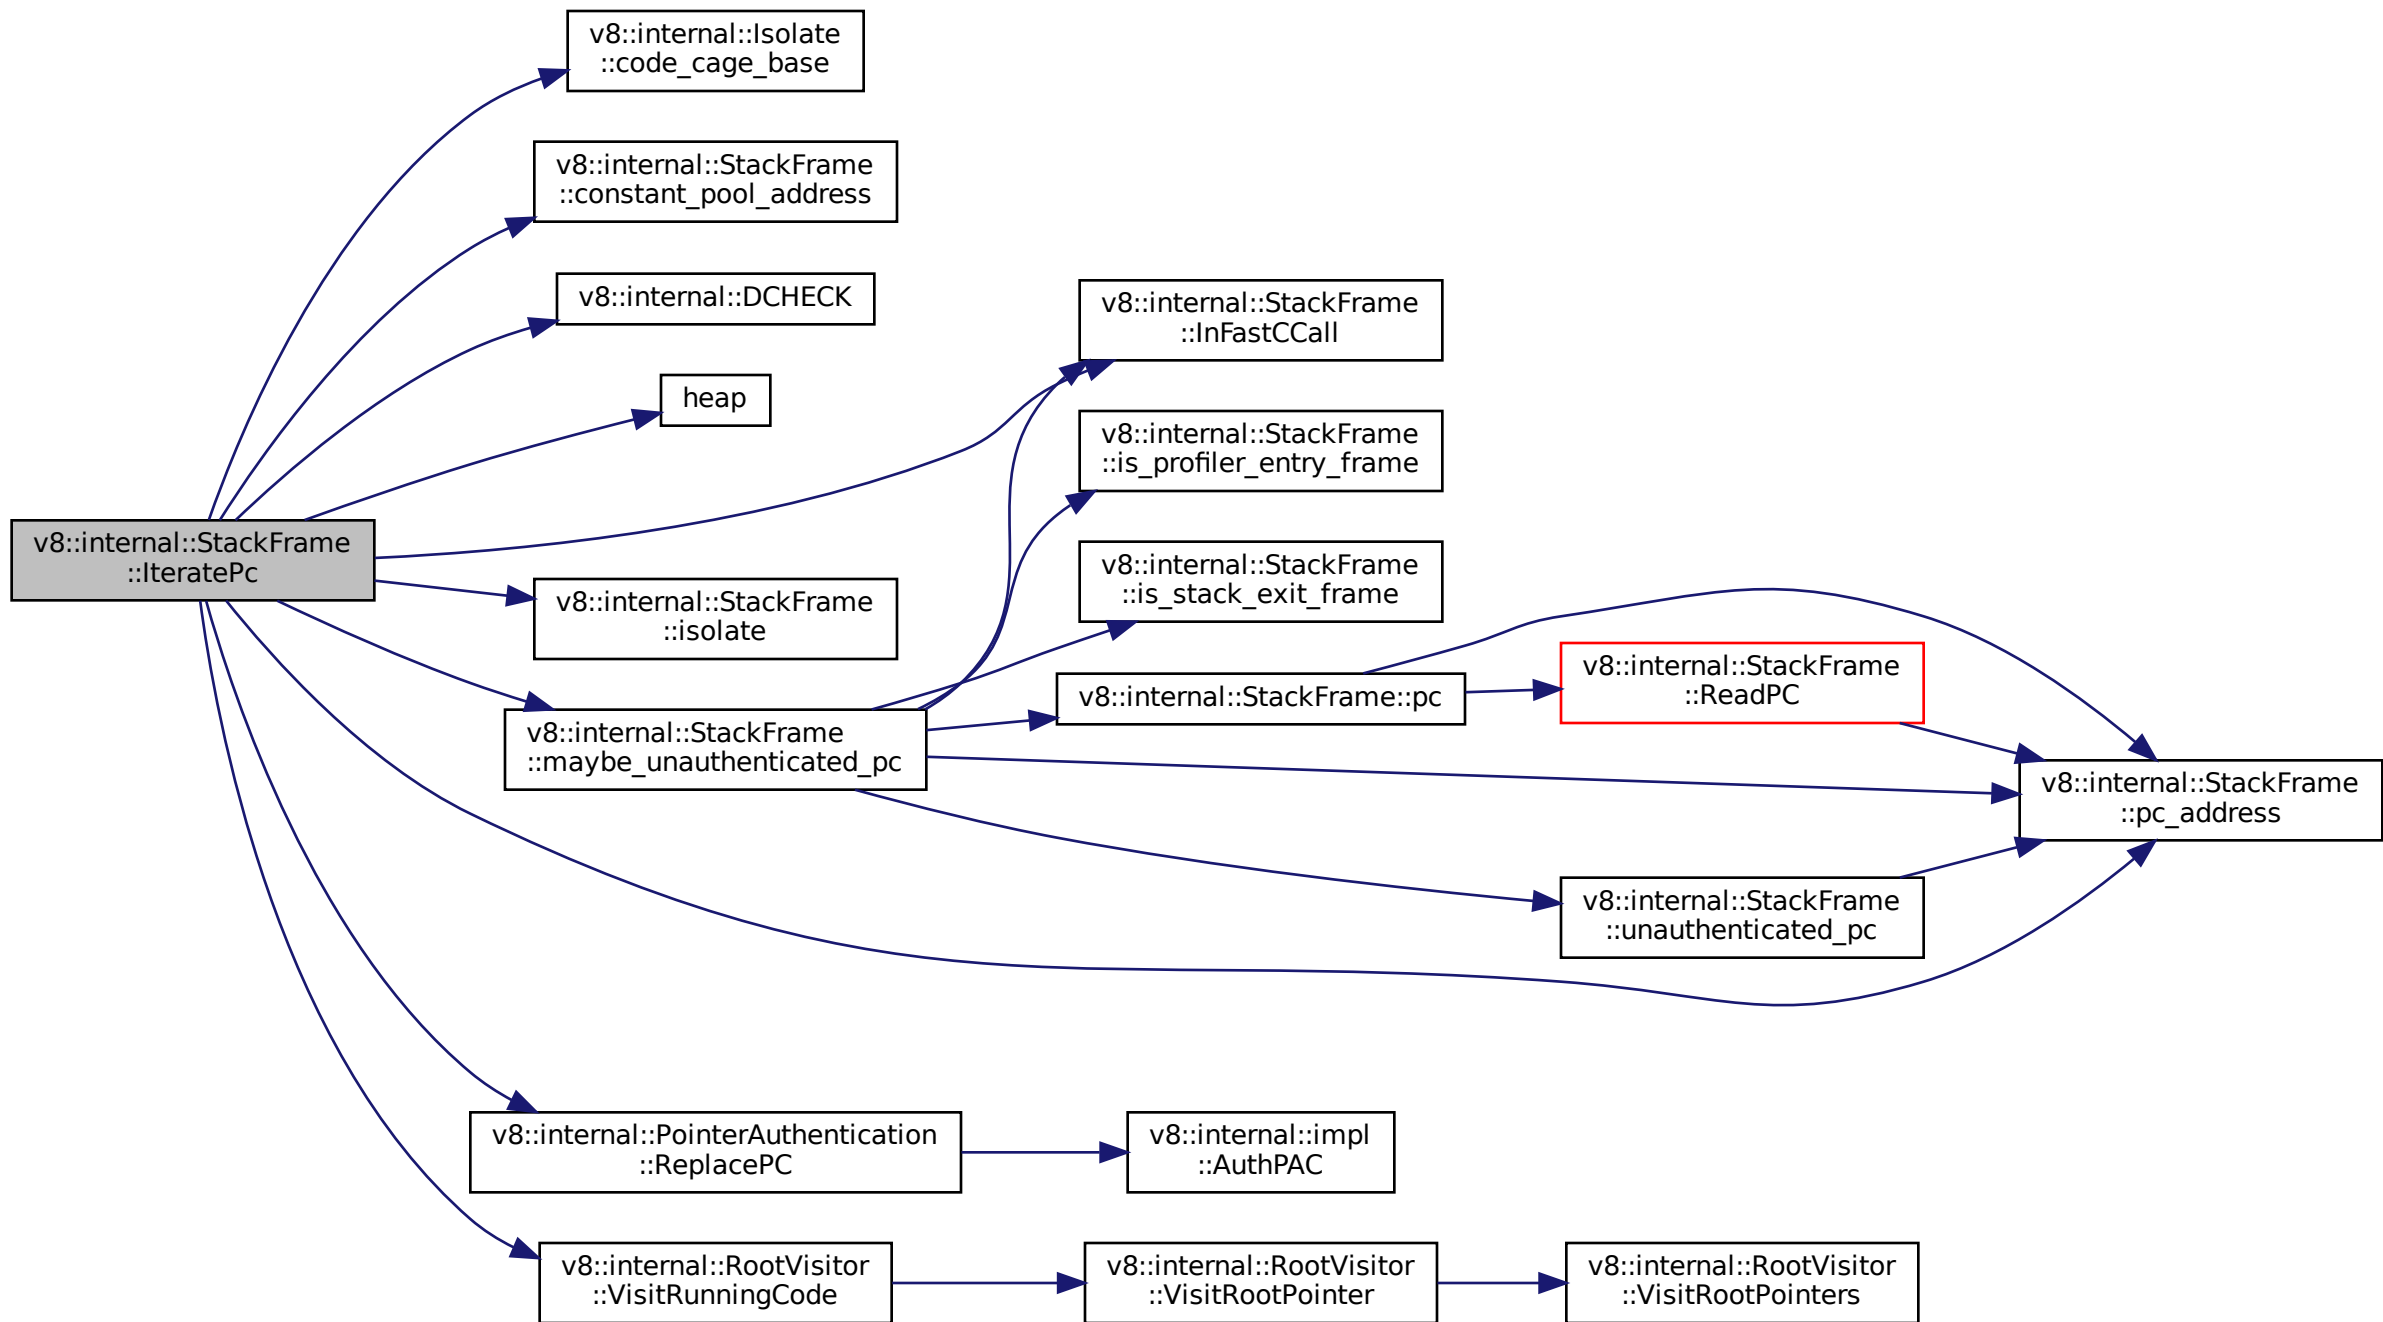 v8::internal::Isolate
::code_cage_base
v8::internal::StackFrame
::constant_pool_address
v8::internal::DCHECK
heap
v8::internal::StackFrame
::IteratePc
v8::internal::StackFrame
::isolate
v8::internal::StackFrame
::maybe_unauthenticated_pc
v8::internal::PointerAuthentication
::ReplacePC
v8::internal::RootVisitor
::VisitRunningCode
v8::internal::StackFrame
::InFastCCall
v8::internal::StackFrame
::is_profiler_entry_frame
v8::internal::StackFrame
::is_stack_exit_frame
v8::internal::StackFrame::pc
v8::internal::impl
::AuthPAC
v8::internal::RootVisitor
::VisitRootPointer
v8::internal::StackFrame
::ReadPC
v8::internal::StackFrame
::unauthenticated_pc
v8::internal::RootVisitor
::VisitRootPointers
v8::internal::StackFrame
::pc_address